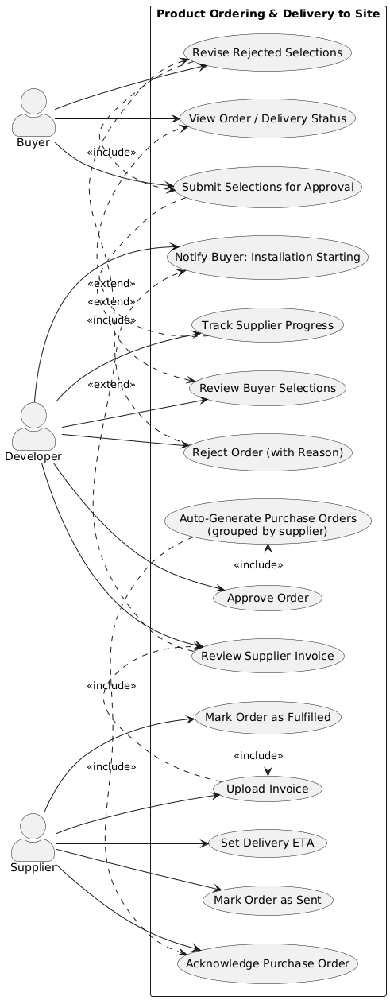 Product Ordering & Delivery to Site
Revise Rejected Selections
View Order / Delivery Status
Buyer
«include»
Submit Selections for Approval
Notify Buyer: Installation Starting
«extend»
«extend»
«include»
Track Supplier Progress
«extend»
Review Buyer Selections
Developer
Reject Order (with Reason)
Auto-Generate Purchase Orders
(grouped by supplier)
«include»
Approve Order
Review Supplier Invoice
«include»
Mark Order as Fulfilled
«include»
«include»
Upload Invoice
Set Delivery ETA
Supplier
Mark Order as Sent
Acknowledge Purchase Order